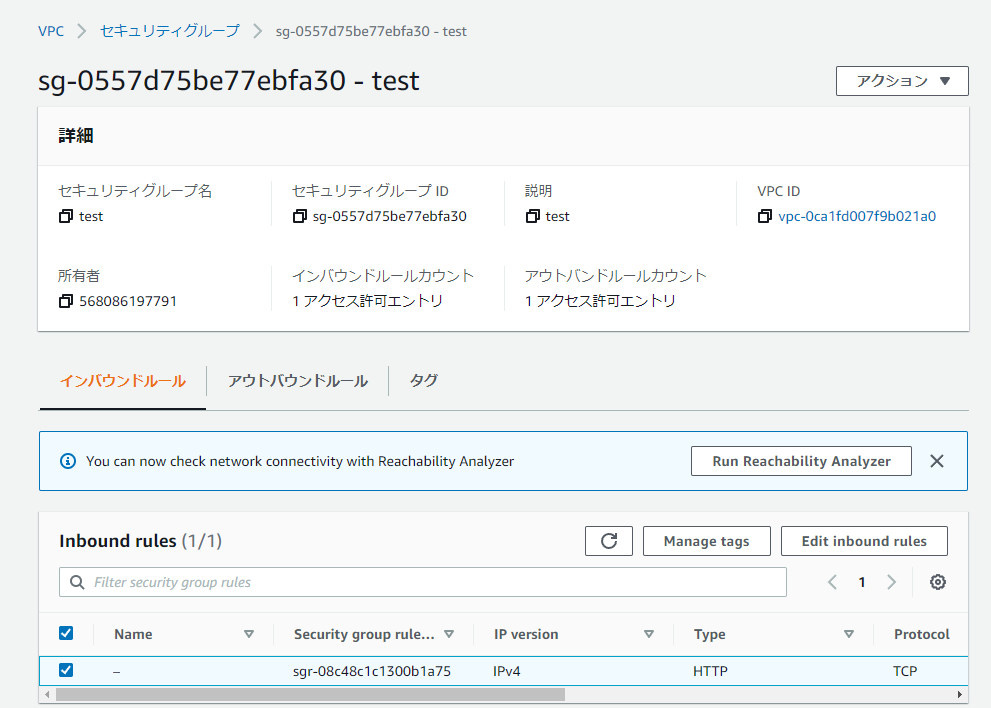 VPC > セキュリティグループ > sg-0557d75be77ebfa30 - test
sg-0557d75be77ebfa30 - test
アクション ▼
詳細
セキュリティグループ名 セキュリティグループ ID 説明 VPC ID
test sg-0557d75be77ebfa30 test vpc-0ca1fd007f9b021a0
所有者 インバウンドルールカウント アウトバンドルールカウント
568086197791 1 アクセス許可エントリ 1 アクセス許可エントリ
インバウンドルール アウトバウンドルール タグ
You can now check network connectivity with Reachability Analyzer Run Reachability Analyzer
Inbound rules (1/1) Manage tags Edit inbound rules
Filter security group rules 1
Name Security group rule... IP version Type Protocol
– sgr-08c48c1c1300b1a75 IPv4 HTTP TCP